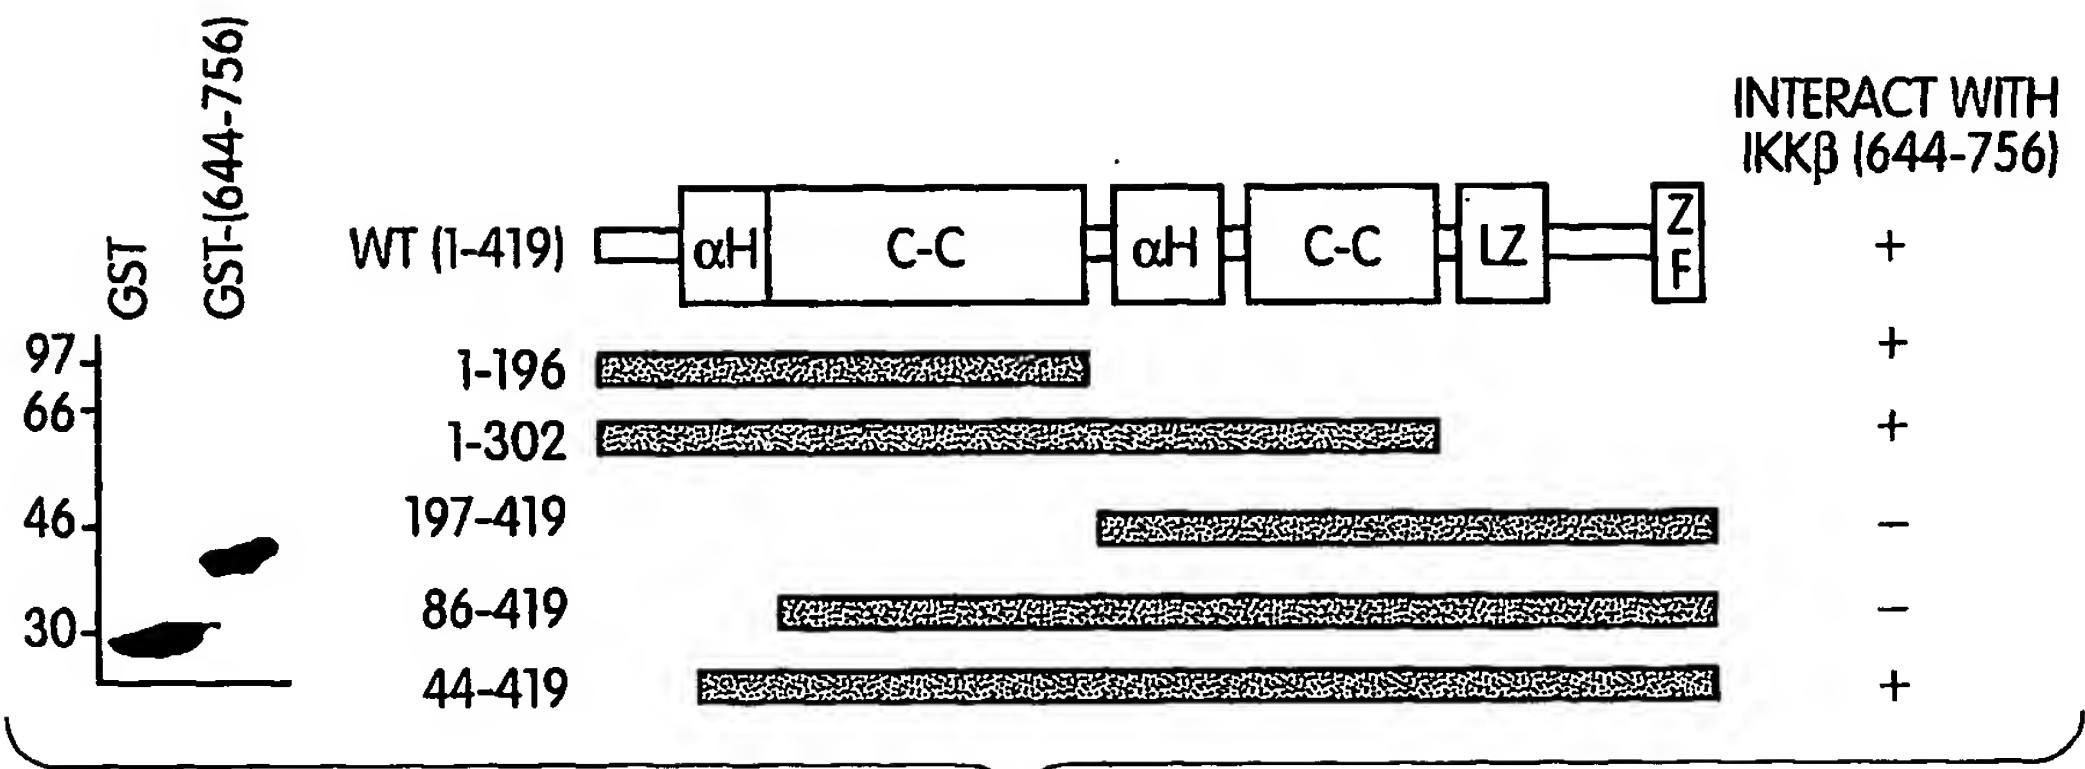 GST
GST-(644-756)
97
66
46
30
INTERACT WITH
IKKβ (644-756)
WT (1-419) αH C-C αH C-C LZ ZF +
1-196 +
1-302 +
197-419 −
86-419 −
44-419 +